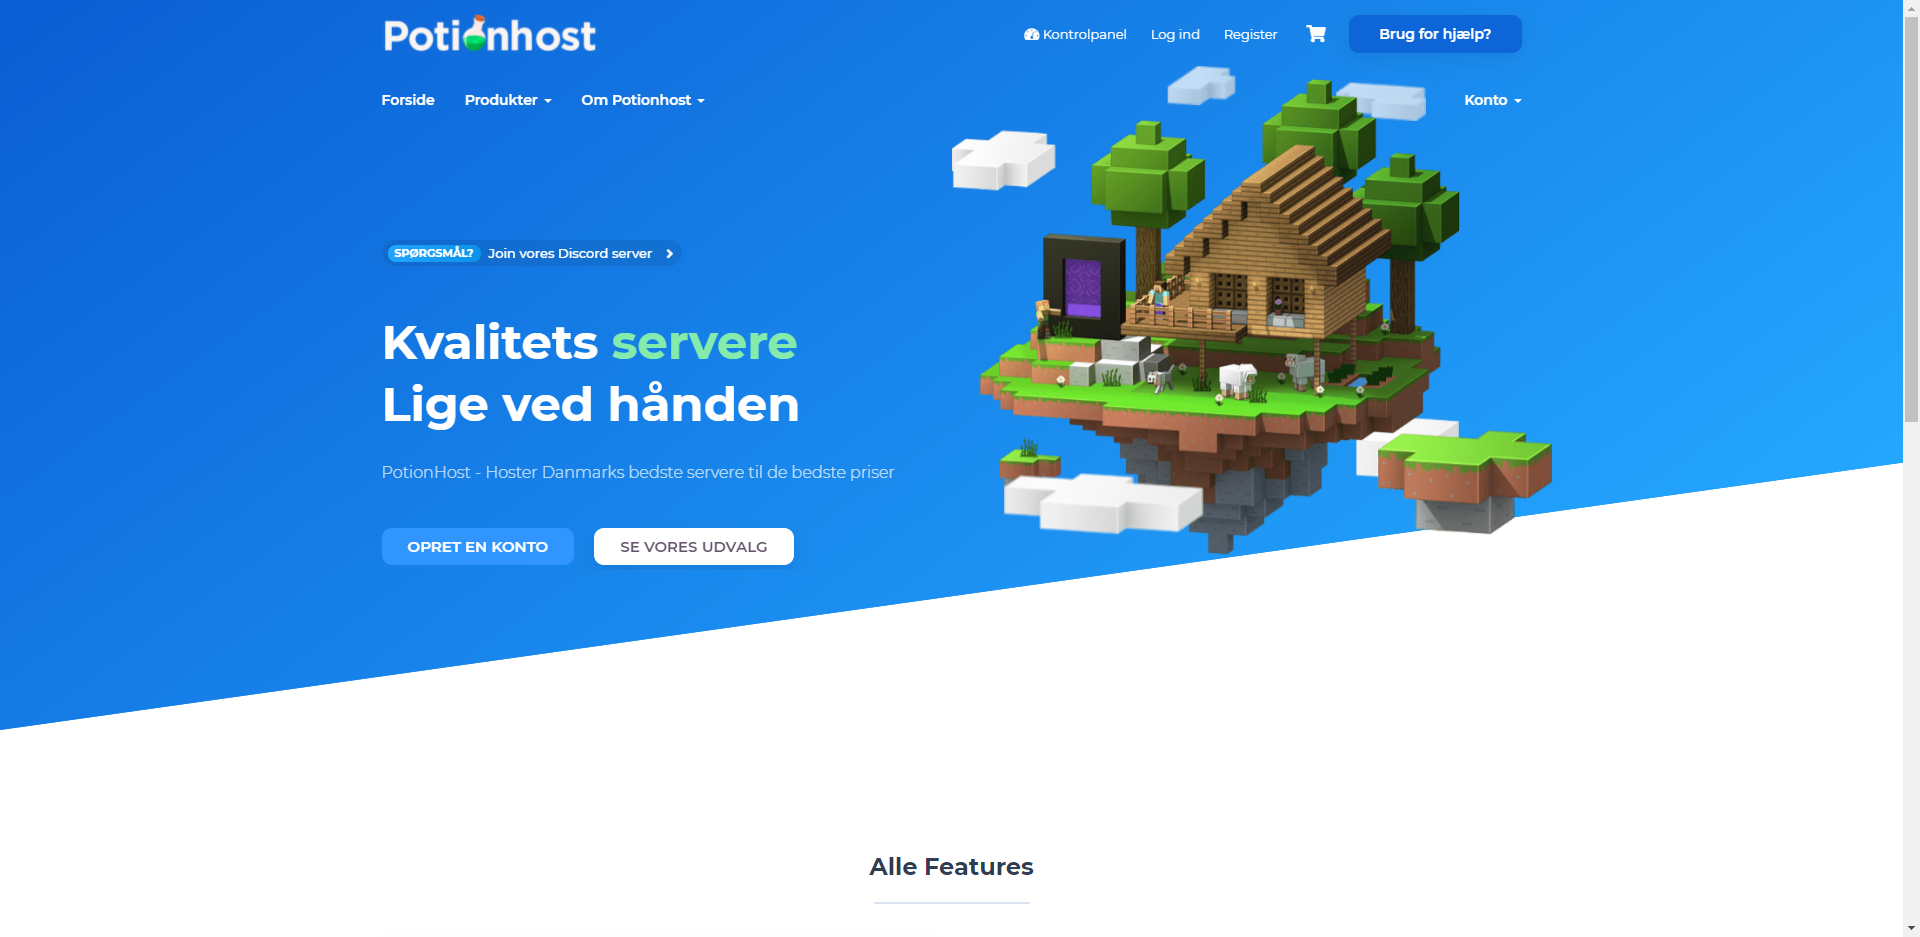 Potionhost
Kontrolpanel
Log ind
Register
Brug for hjælp?
Forside
Produkter
Om Potionhost
Konto
SPØRGSMÅL? Join vores Discord server
Kvalitets servere
Lige ved hånden
PotionHost - Hoster Danmarks bedste servere til de bedste priser
OPRET EN KONTO
SE VORES UDVALG
Alle Features